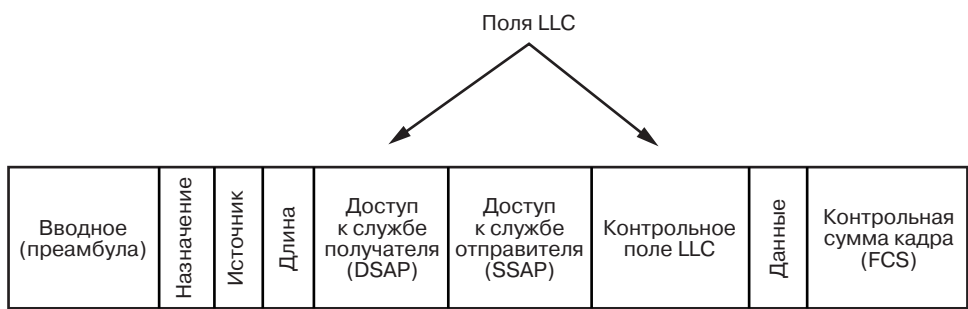 Поля LLC
Вводное
(преамбула)
Назначение
Источник
Длина
Доступ
к службе
получателя
(DSAP)
Доступ
к службе
отправителя
(SSAP)
Контрольное
поле LLC
Данные
Контрольная
сумма кадра
(FCS)